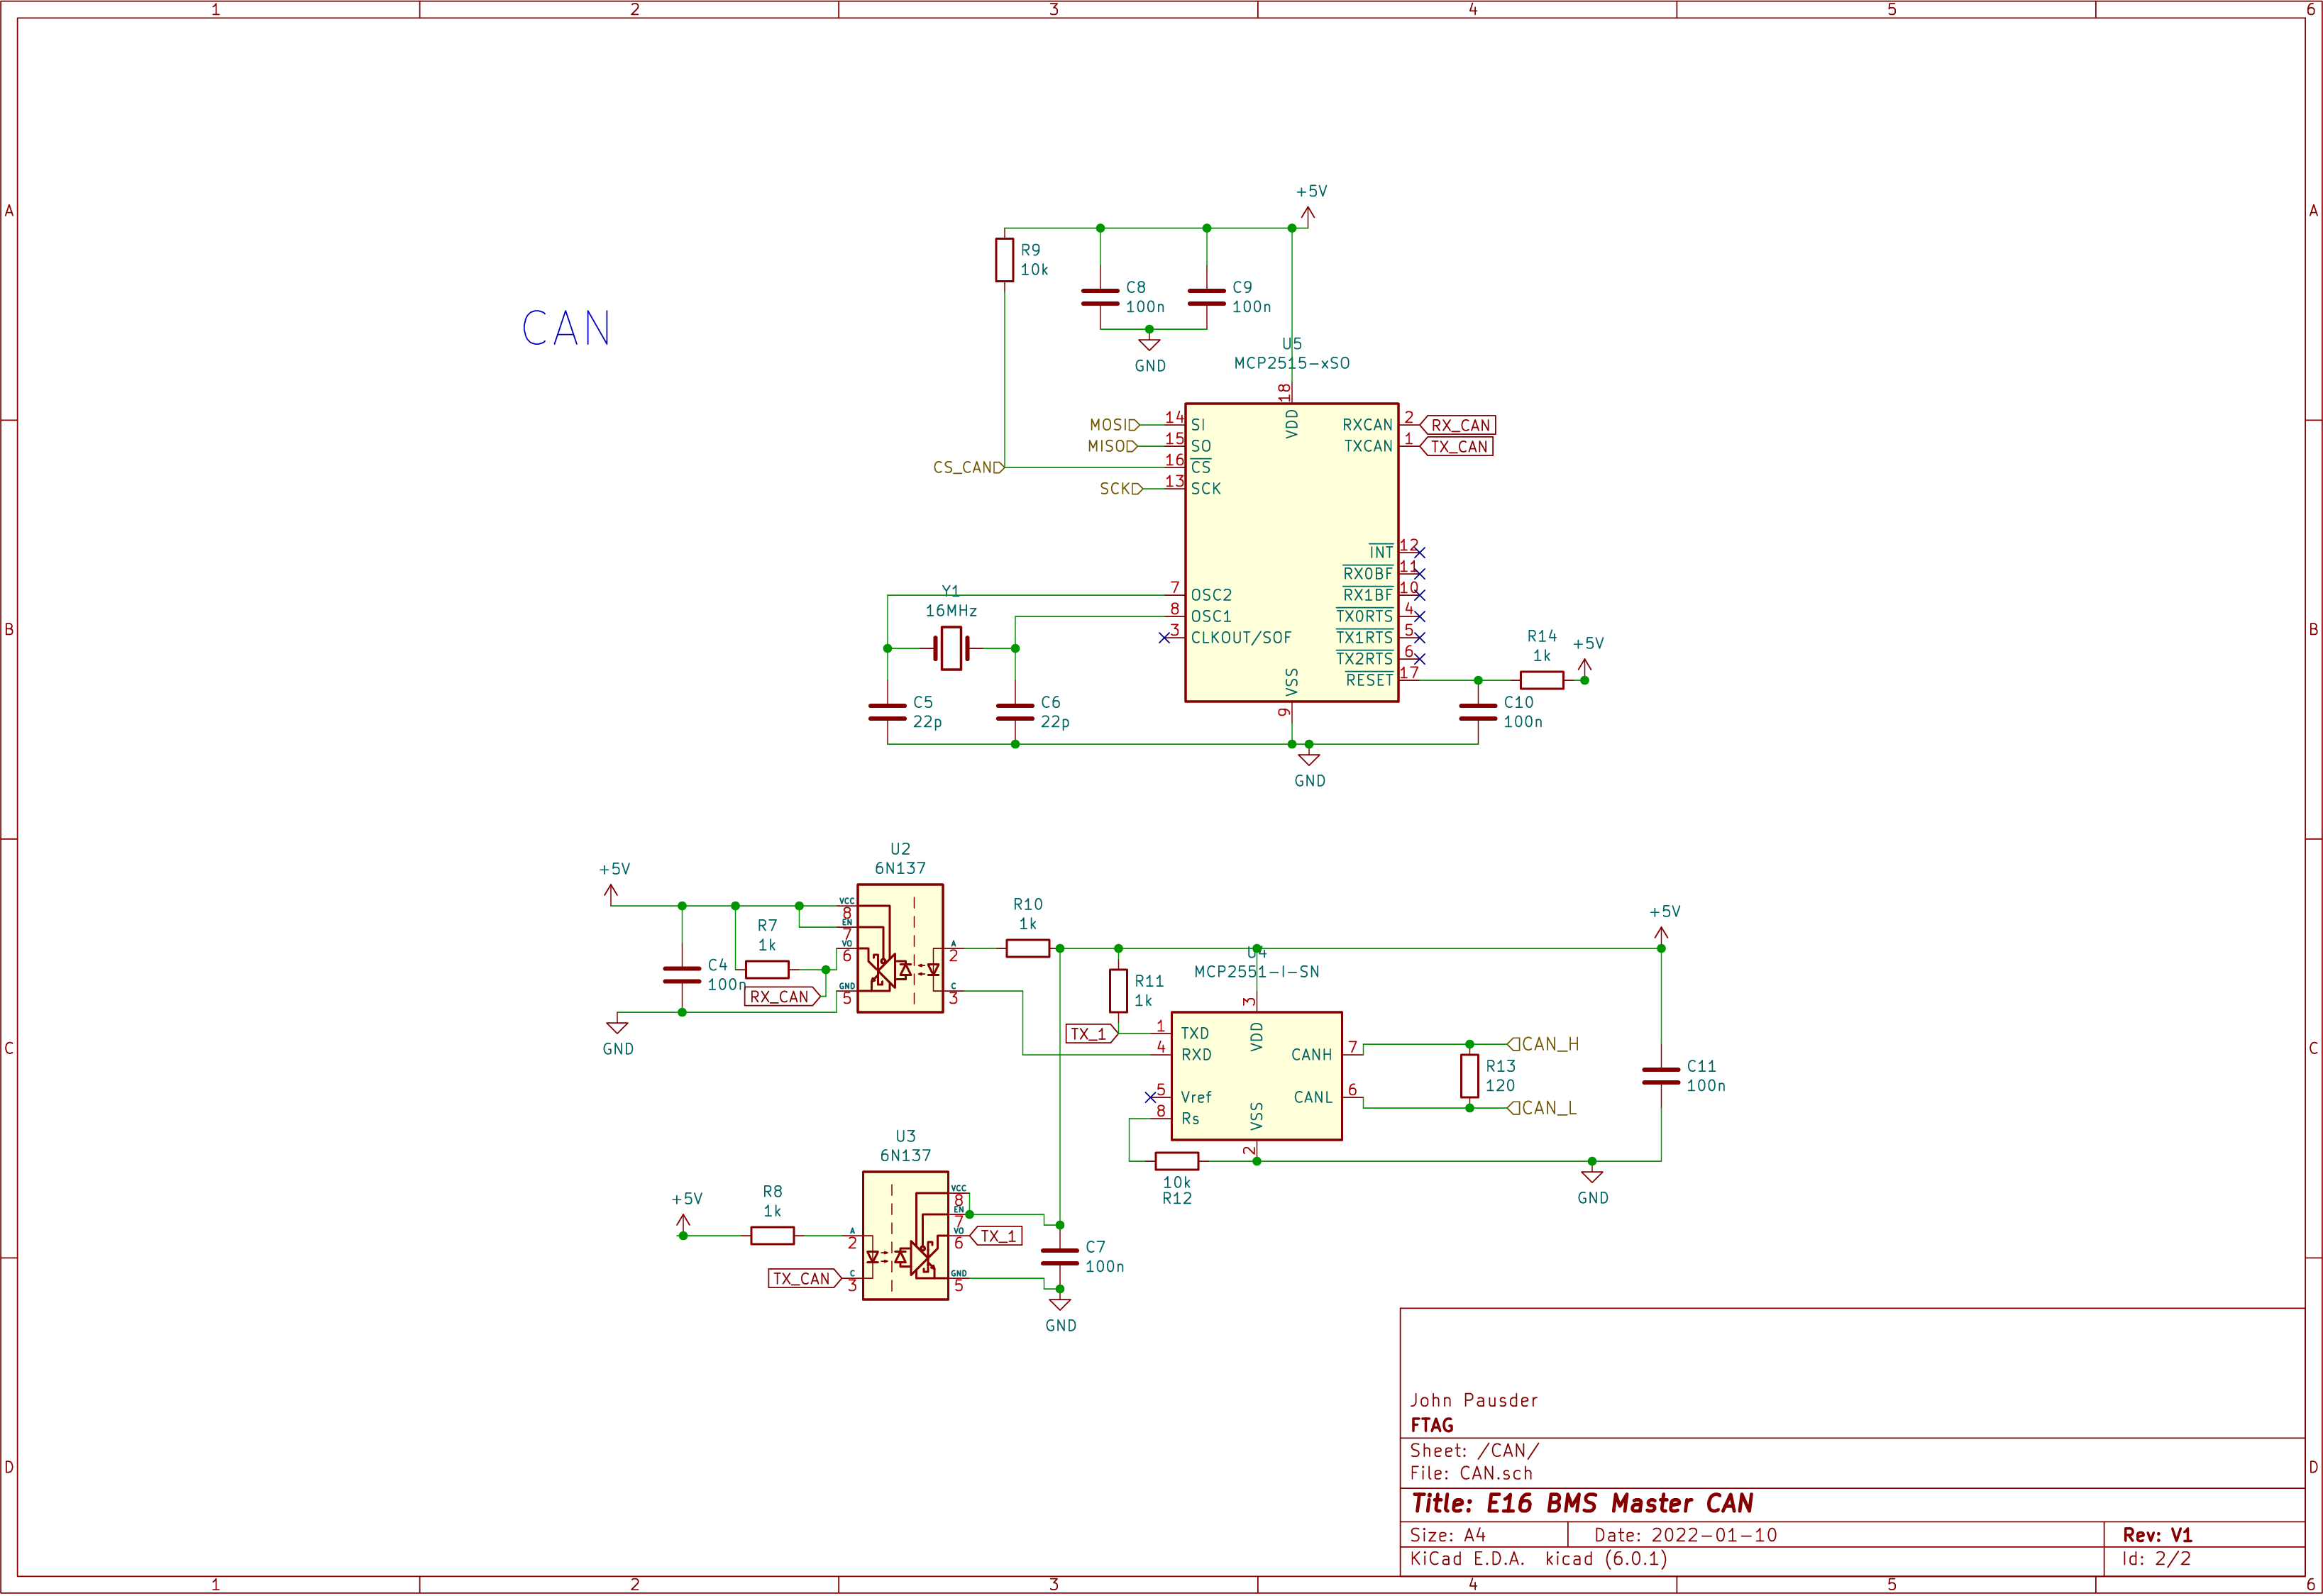 1 2 3 4 5 6
A A
+5V
R9
10k
C8
100n
C9
100n
CAN
GND
U5
MCP2515-xSO
18
VDD
MOSI 14 SI
MISO 15 SO
CS_CAN 16 CS
SCK 13 SCK
RXCAN 2 RX_CAN
TXCAN 1 TX_CAN
INT 12
RX0BF 11
RX1BF 10
TX0RTS 4
TX1RTS 5
TX2RTS 6
RESET 17
7 OSC2
8 OSC1
3 CLKOUT/SOF
VSS
9
Y1
16MHz
B B
R14
1k
+5V
C5
22p
C6
22p
C10
100n
GND
U2
6N137
+5V
VCC
8
EN
7
VO
6
GND
5
A
2
C
3
R7
1k
C4
100n
RX_CAN
GND
R10
1k
+5V
U4
MCP2551-I-SN
R11
1k
TX_1
1 TXD
4 RXD
5 Vref
8 Rs
3
VDD
VSS
2
CANH 7
CANL 6
CAN_H
R13
120
CAN_L
C11
100n
C C
10k
R12
GND
U3
6N137
+5V
R8
1k
A
2
C
3
VCC
8
EN
7
VO
6
GND
5
TX_1
TX_CAN
C7
100n
GND
John Pausder
FTAG
Sheet: /CAN/
File: CAN.sch
D D
Title: E16 BMS Master CAN
Size: A4 Date: 2022-01-10 Rev: V1
KiCad E.D.A. kicad (6.0.1) Id: 2/2
1 2 3 4 5 6